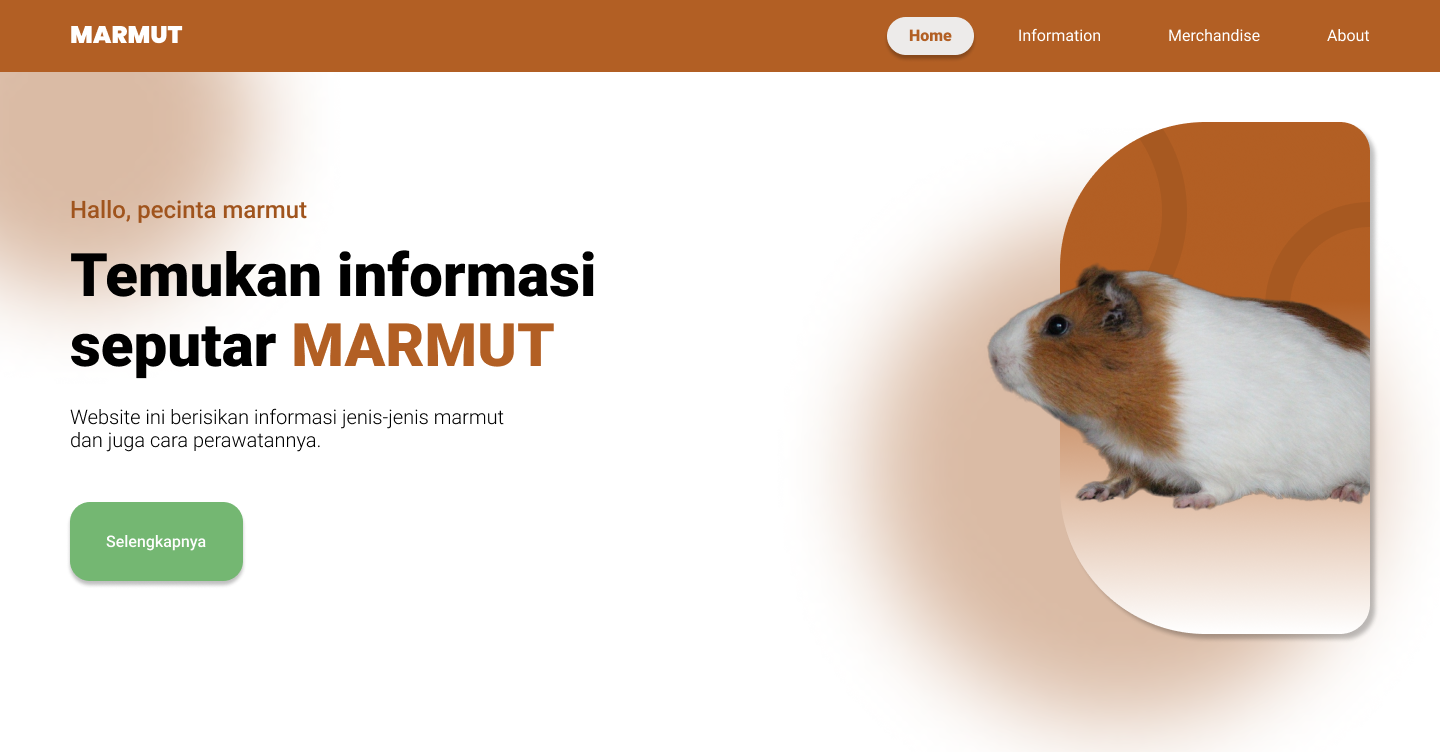 MARMUT
Home
Information
Merchandise
About
Hallo, pecinta marmut
Temukan informasi
seputar MARMUT
Website ini berisikan informasi jenis-jenis marmut
dan juga cara perawatannya.
Selengkapnya